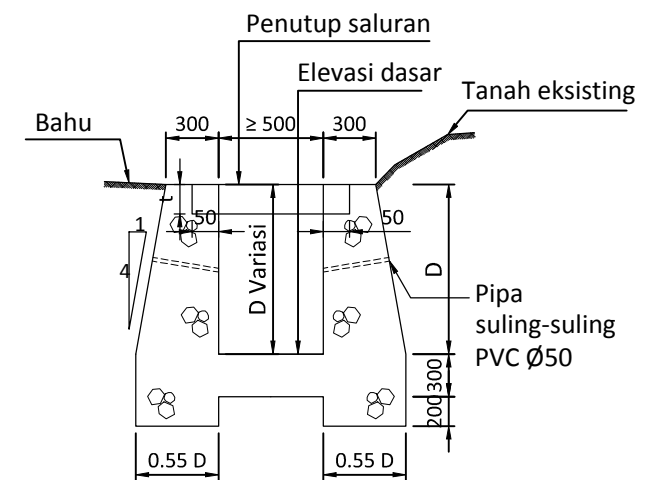 Penutup saluran
Elevasi dasar
Tanah eksisting
Bahu
300
≥ 500
300
t
50
50
1
4
D Variasi
D
Pipa
suling-suling
PVC Ø50
300
200
0.55 D
0.55 D